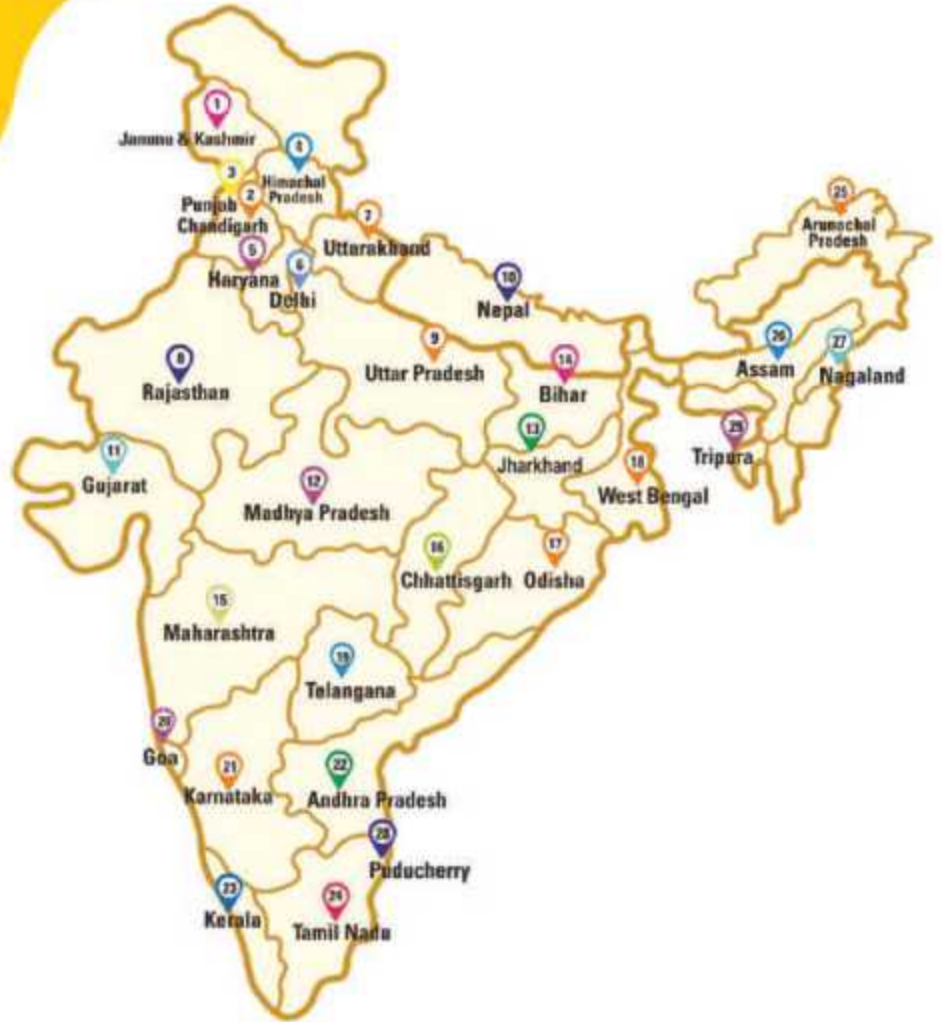 1
Jammu & Kashmir
4
Himachal
Pradesh
3
Punjab
2
Chandigarh
7
Uttarakhand
5
Haryana
6
Delhi
25
Arunachal
Pradesh
10
Nepal
8
Rajasthan
9
Uttar Pradesh
14
Bihar
26
Assam
27
Nagaland
11
Gujarat
12
Madhya Pradesh
13
Jharkhand
18
West Bengal
29
Tripura
16
Chhattisgarh
17
Odisha
15
Maharashtra
19
Telangana
20
Goa
21
Karnataka
22
Andhra Pradesh
28
Puducherry
23
Kerala
24
Tamil Nadu